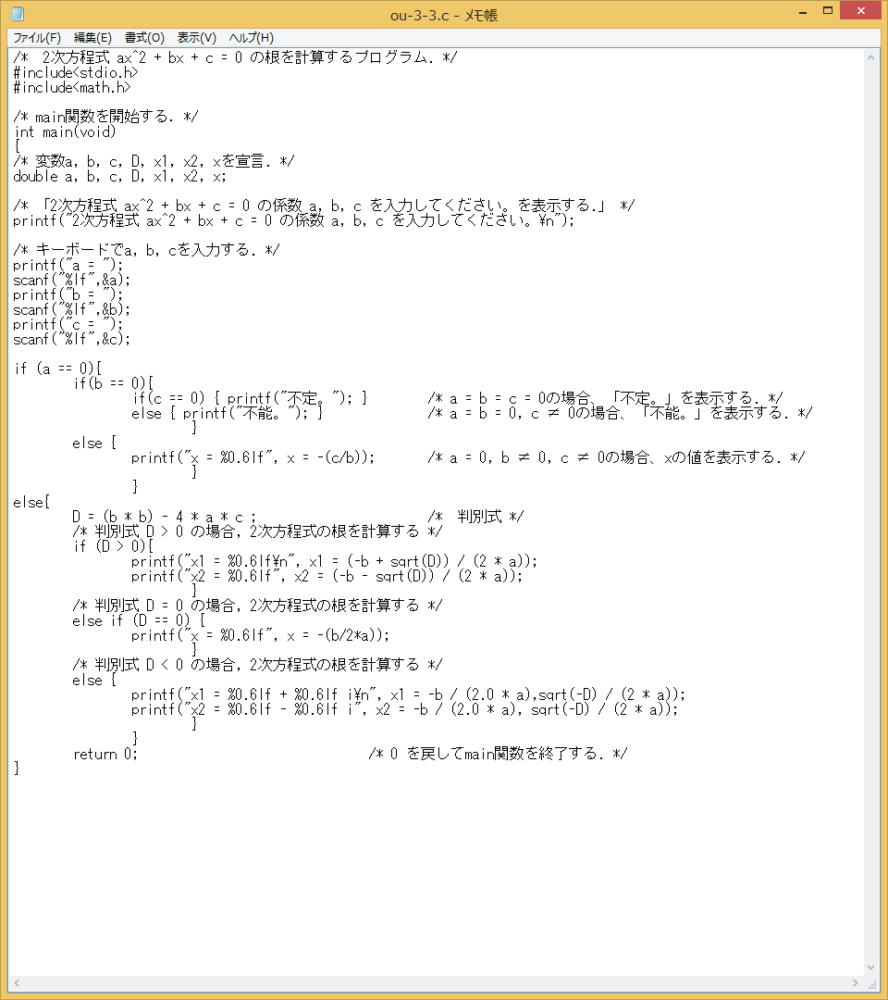 ou-3-3.c - メモ帳
ファイル(F) 編集(E) 書式(O) 表示(V) ヘルプ(H)
/*  2次方程式 ax^2 + bx + c = 0 の根を計算するプログラム. */
#include<stdio.h>
#include<math.h>

/* main関数を開始する. */
int main(void)
{
/* 変数a, b, c, D, x1, x2, xを宣言. */
double a, b, c, D, x1, x2, x;

/* 「2次方程式 ax^2 + bx + c = 0 の係数 a, b, c を入力してください。を表示する.」 */
printf("2次方程式 ax^2 + bx + c = 0 の係数 a, b, c を入力してください。¥n");

/* キーボードでa, b, cを入力する. */
printf("a = ");
scanf("%lf",&a);
printf("b = ");
scanf("%lf",&b);
printf("c = ");
scanf("%lf",&c);

if (a == 0){
        if(b == 0){
                if(c == 0) { printf("不定。"); }        /* a = b = c = 0の場合、「不定。」を表示する. */
                else { printf("不能。"); }              /* a = b = 0, c ≠ 0の場合、「不能。」を表示する. */
                        }
        else {
                printf("x = %0.6lf", x = -(c/b));       /* a = 0, b ≠ 0, c ≠ 0の場合、xの値を表示する. */
                        }
                }
else{
        D = (b * b) - 4 * a * c ;                       /*  判別式 */
        /* 判別式 D > 0 の場合, 2次方程式の根を計算する */
        if (D > 0){
                printf("x1 = %0.6lf¥n", x1 = (-b + sqrt(D)) / (2 * a));
                printf("x2 = %0.6lf", x2 = (-b - sqrt(D)) / (2 * a));
                        }
        /* 判別式 D = 0 の場合, 2次方程式の根を計算する */
        else if (D == 0) {
                printf("x = %0.6lf", x = -(b/2*a));
                        }
        /* 判別式 D < 0 の場合, 2次方程式の根を計算する */
        else {
                printf("x1 = %0.6lf + %0.6lf i¥n", x1 = -b / (2.0 * a),sqrt(-D) / (2 * a));
                printf("x2 = %0.6lf - %0.6lf i", x2 = -b / (2.0 * a), sqrt(-D) / (2 * a));
                        }
                }
        return 0;                               /* 0 を戻してmain関数を終了する. */
}